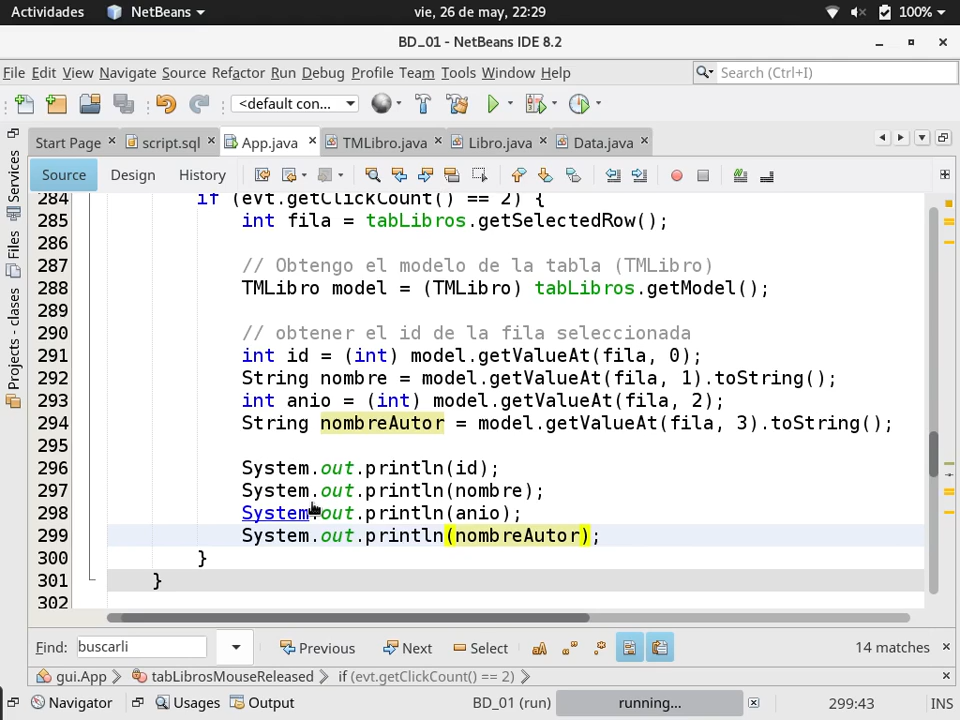 Actividades NetBeans vie, 26 de may, 22:29 100%
BD_01 - NetBeans IDE 8.2
File Edit View Navigate Source Refactor Run Debug Profile Team Tools Window Help Search (Ctrl+I)
<default con...
Start Page script.sql App.java TMLibro.java Libro.java Data.java
Source Design History
Services
Files
Projects - clases
284 if (evt.getClickCount() == 2) {
285 int fila = tabLibros.getSelectedRow();
286
287 // Obtengo el modelo de la tabla (TMLibro)
288 TMLibro model = (TMLibro) tabLibros.getModel();
289
290 // obtener el id de la fila seleccionada
291 int id = (int) model.getValueAt(fila, 0);
292 String nombre = model.getValueAt(fila, 1).toString();
293 int anio = (int) model.getValueAt(fila, 2);
294 String nombreAutor = model.getValueAt(fila, 3).toString();
295
296 System.out.println(id);
297 System.out.println(nombre);
298 System.out.println(anio);
299 System.out.println(nombreAutor);
300 }
301 }
302
Find: buscarli Previous Next Select aA 14 matches
gui.App tabLibrosMouseReleased if (evt.getClickCount() == 2)
Navigator Usages Output BD_01 (run) running... 299:43 INS